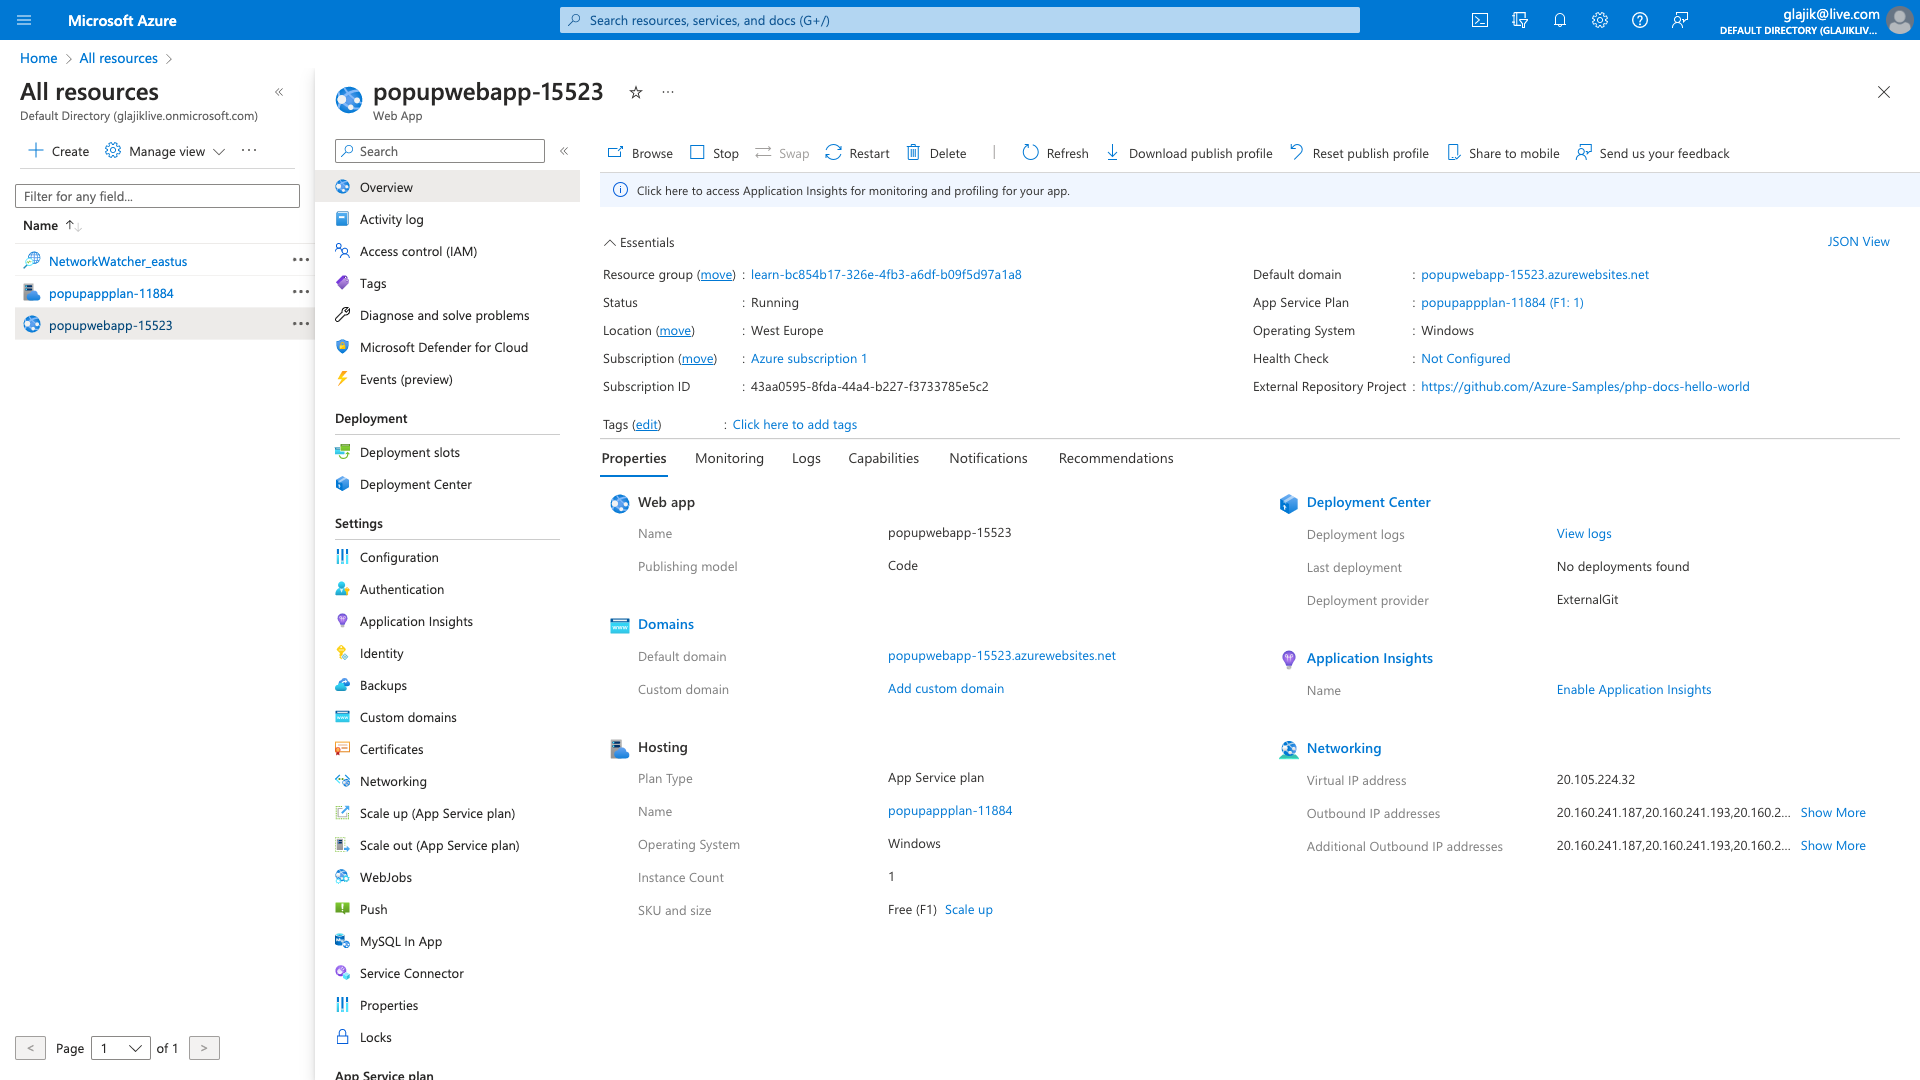 Microsoft Azure
Search resources, services, and docs (G+/)
glajik@live.com
DEFAULT DIRECTORY (GLAJIKLIV...
Home > All resources >
All resources
Default Directory (glajiklive.onmicrosoft.com)
Create Manage view
Filter for any field...
Name
NetworkWatcher_eastus
popupappplan-11884
popupwebapp-15523
< Page 1 of 1 >
popupwebapp-15523
Web App
Search
Overview
Activity log
Access control (IAM)
Tags
Diagnose and solve problems
Microsoft Defender for Cloud
Events (preview)
Deployment
Deployment slots
Deployment Center
Settings
Configuration
Authentication
Application Insights
Identity
Backups
Custom domains
Certificates
Networking
Scale up (App Service plan)
Scale out (App Service plan)
WebJobs
Push
MySQL In App
Service Connector
Properties
Locks
App Service plan
Browse Stop Swap Restart Delete | Refresh Download publish profile Reset publish profile Share to mobile Send us your feedback
Click here to access Application Insights for monitoring and profiling for your app.
Essentials
JSON View
Resource group (move) : learn-bc854b17-326e-4fb3-a6df-b09f5d97a1a8
Status : Running
Location (move) : West Europe
Subscription (move) : Azure subscription 1
Subscription ID : 43aa0595-8fda-44a4-b227-f3733785e5c2
Default domain : popupwebapp-15523.azurewebsites.net
App Service Plan : popupappplan-11884 (F1: 1)
Operating System : Windows
Health Check : Not Configured
External Repository Project : https://github.com/Azure-Samples/php-docs-hello-world
Tags (edit) : Click here to add tags
Properties Monitoring Logs Capabilities Notifications Recommendations
Web app
Name popupwebapp-15523
Publishing model Code
Domains
Default domain popupwebapp-15523.azurewebsites.net
Custom domain Add custom domain
Hosting
Plan Type App Service plan
Name popupappplan-11884
Operating System Windows
Instance Count 1
SKU and size Free (F1) Scale up
Deployment Center
Deployment logs View logs
Last deployment No deployments found
Deployment provider ExternalGit
Application Insights
Name Enable Application Insights
Networking
Virtual IP address 20.105.224.32
Outbound IP addresses 20.160.241.187,20.160.241.193,20.160.2... Show More
Additional Outbound IP addresses 20.160.241.187,20.160.241.193,20.160.2... Show More